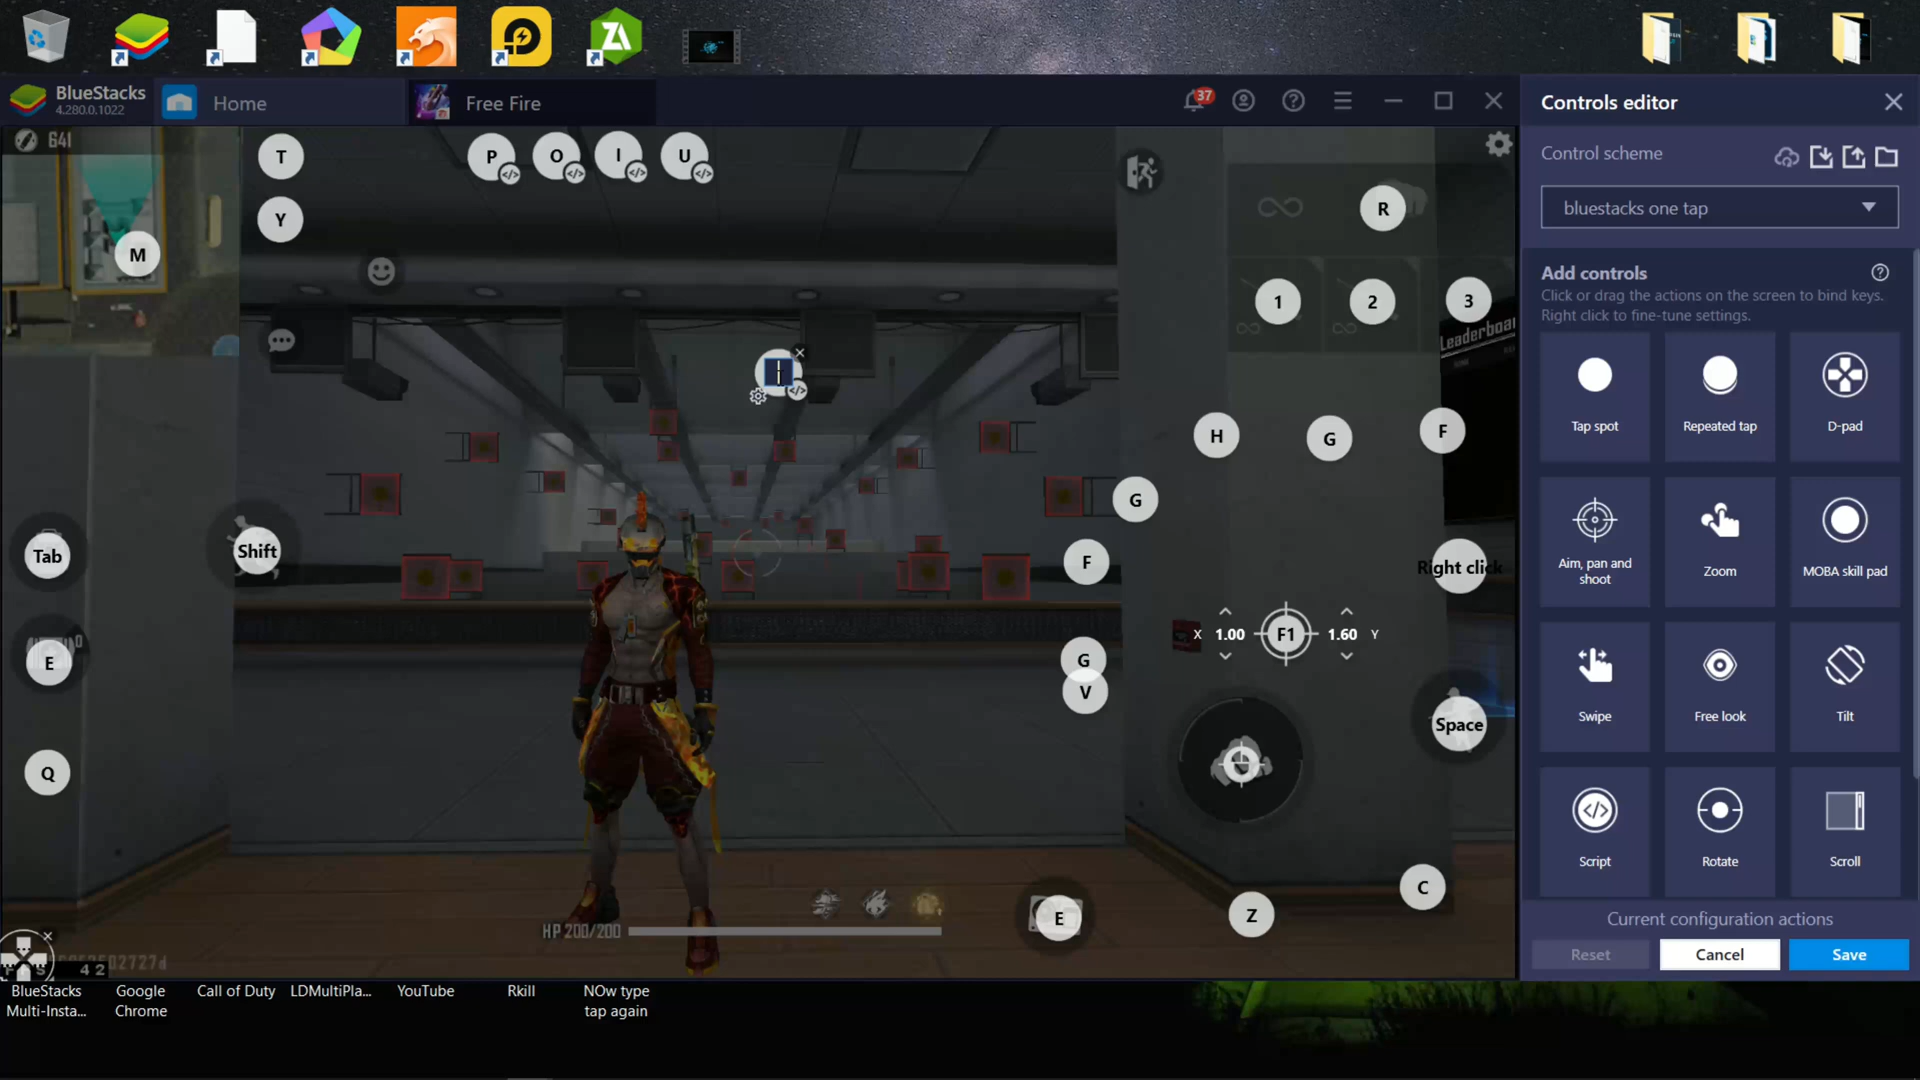 BlueStacks
4.280.0.1022
Home
Free Fire
37
Controls editor
641
T
P
O
I
U
Y
M
R
1
2
3
Leaderboa
Control scheme
bluestacks one tap
Add controls
Click or drag the actions on the screen to bind keys.
Right click to fine-tune settings.
Tap spot
Repeated tap
D-pad
H
G
F
G
F
Tab
Shift
Right click
Aim, pan and
shoot
Zoom
MOBA skill pad
X 1.00 F1 1.60 Y
E
G
V
Space
Swipe
Free look
Tilt
Q
Script
Rotate
Scroll
C
E
Z
HP 200/200
Current configuration actions
Reset
Cancel
Save
42
BlueStacks
Multi-Insta...
Google
Chrome
Call of Duty
LDMultiPla...
YouTube
Rkill
NOw type
tap again